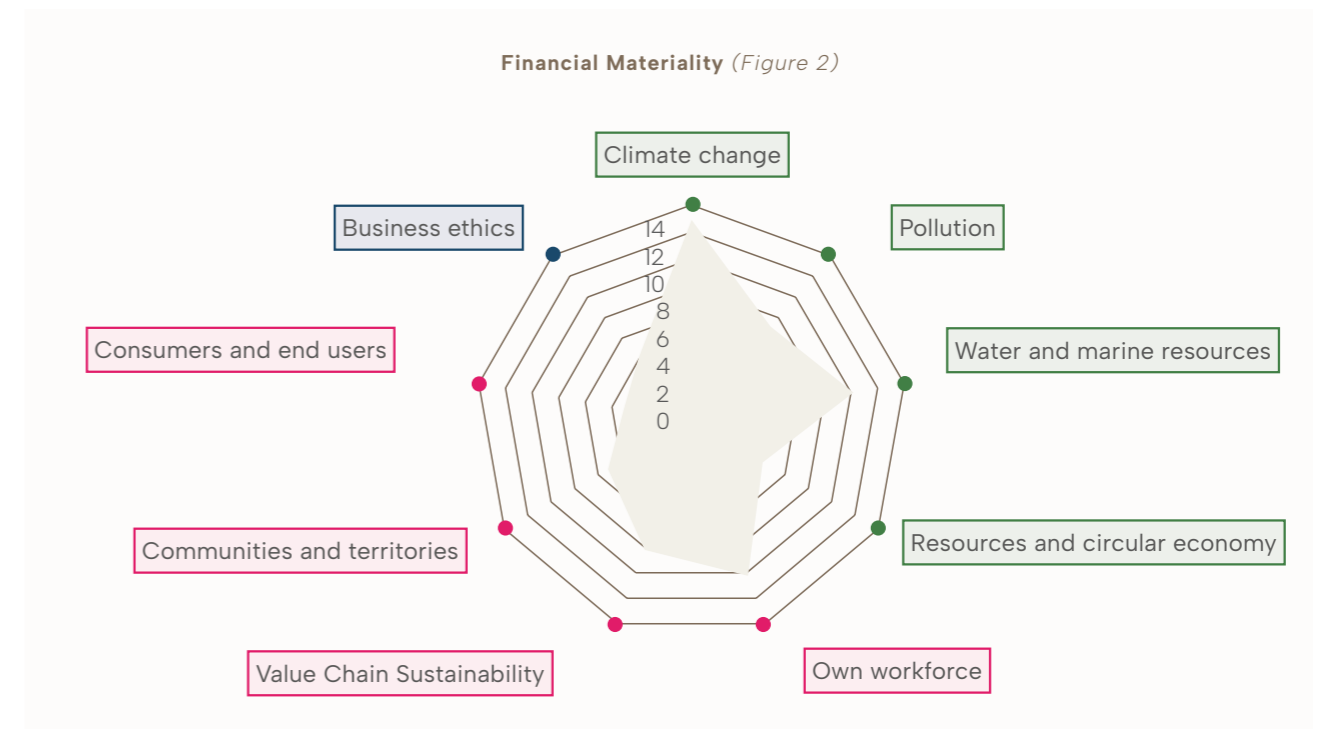 Financial Materiality (Figure 2)
Climate change
Business ethics
Pollution
14
12
10
8
6
4
2
0
Consumers and end users
Water and marine resources
Communities and territories
Resources and circular economy
Value Chain Sustainability
Own workforce